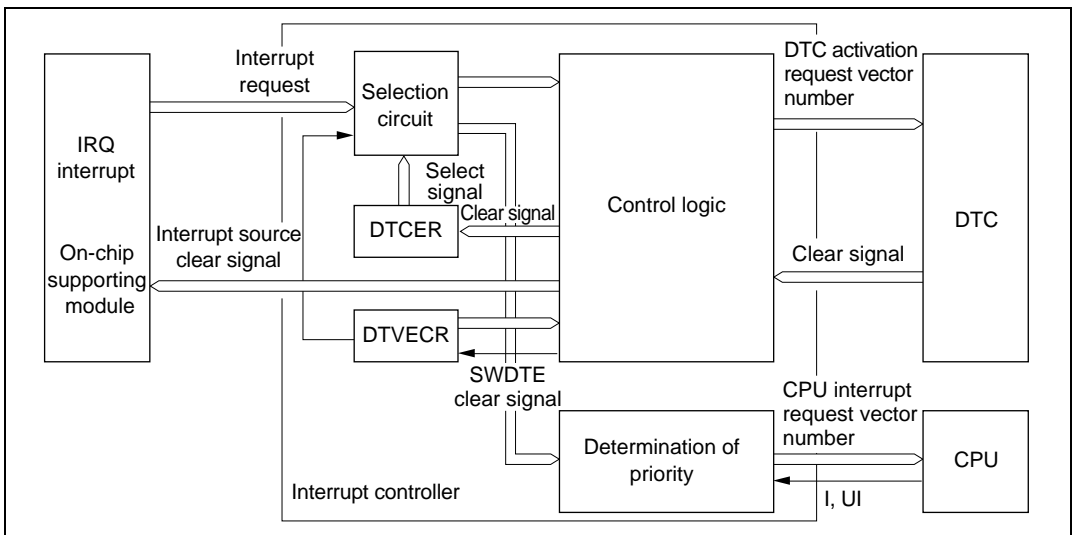 Interrupt
request
DTC activation
request vector
number
Selection
circuit
IRQ
interrupt
Select
signal
Control logic
DTCER
Clear signal
DTC
Interrupt source
clear signal
On-chip
supporting
module
Clear signal
DTVECR
SWDTE
clear signal
CPU interrupt
request vector
number
Determination of
priority
CPU
Interrupt controller
I, UI